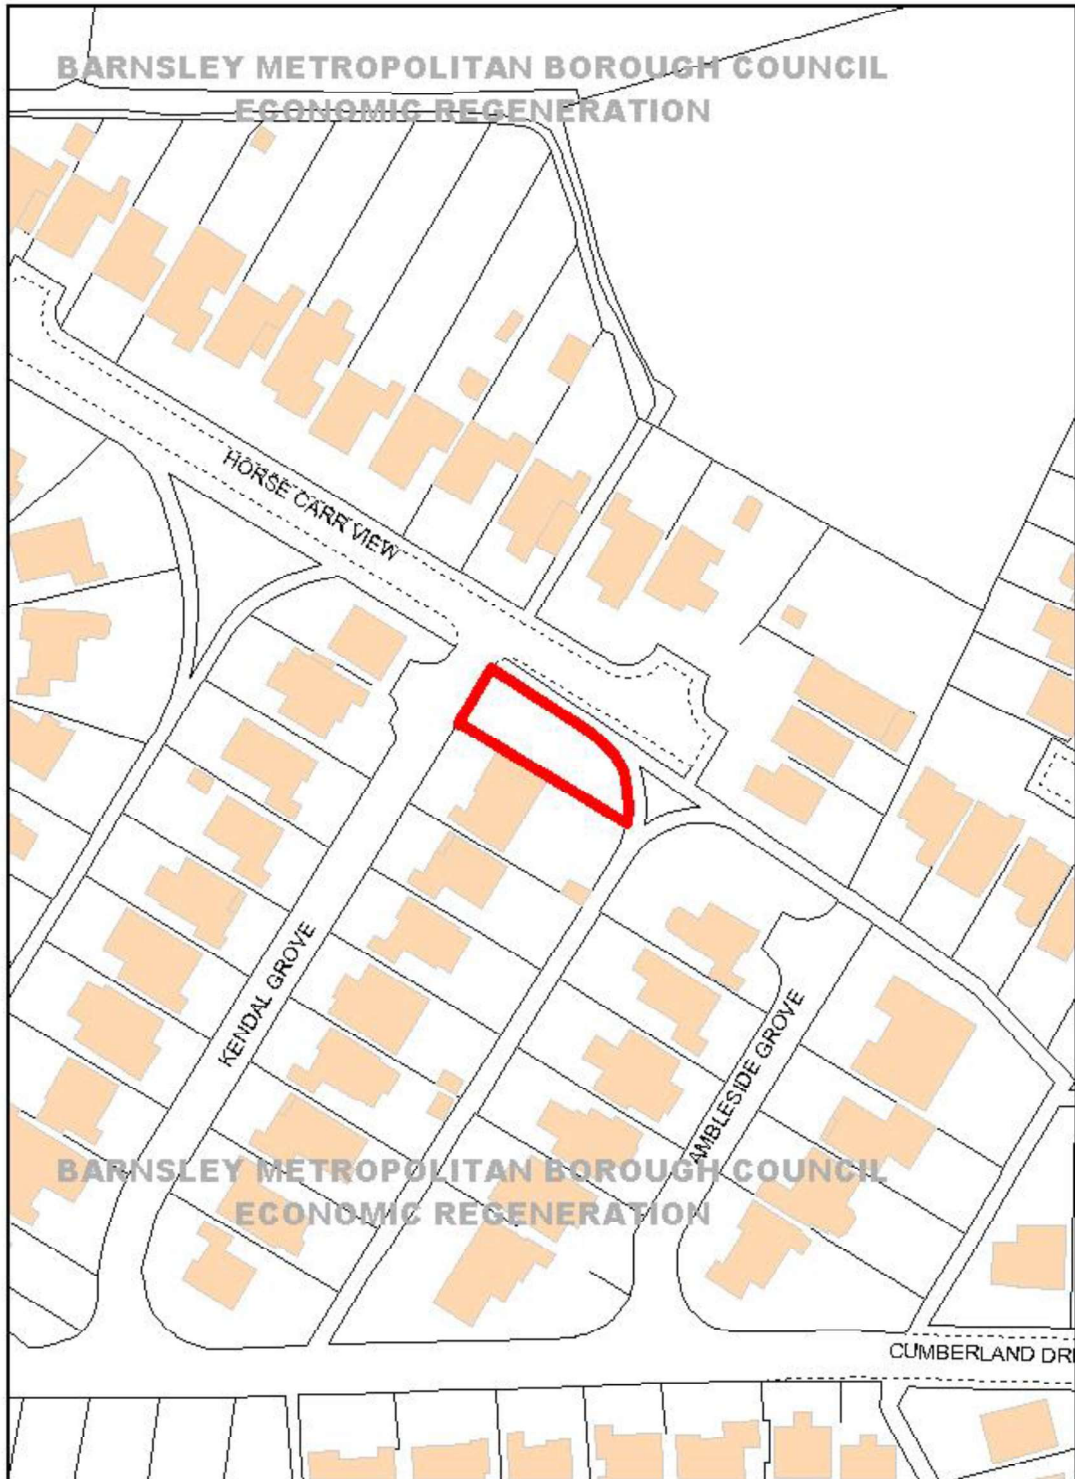 BARNSLEY METROPOLITAN BOROUGH COUNCIL
ECONOMIC REGENERATION
HORSE CARR VIEW
KENDAL GROVE
AMBLESIDE GROVE
BARNSLEY METROPOLITAN BOROUGH COUNCIL
ECONOMIC REGENERATION
CUMBERLAND DRI